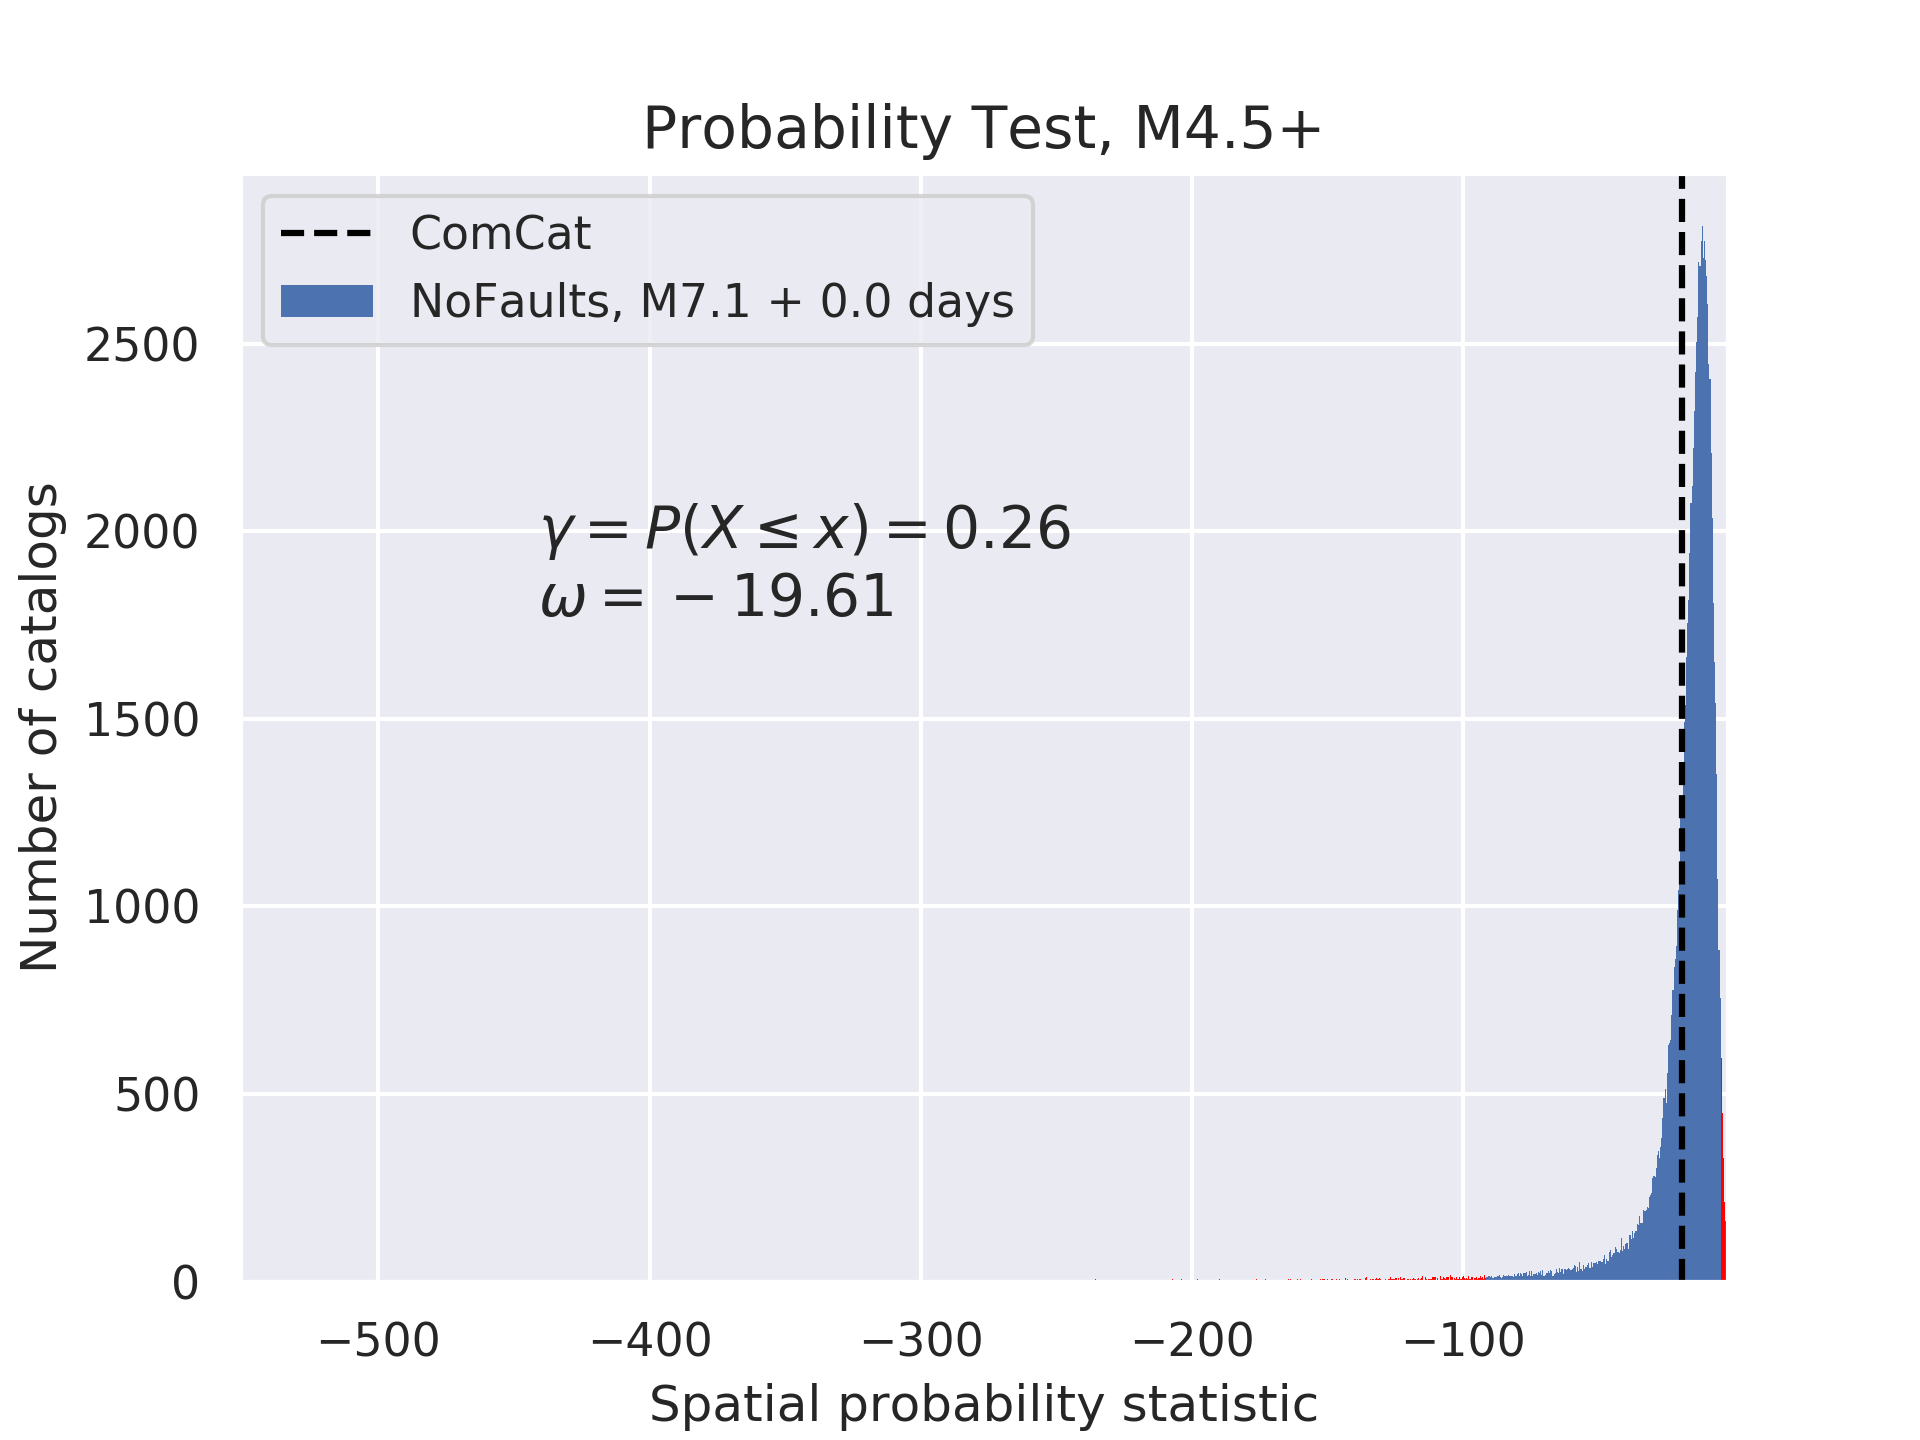 Probability Test, M4.5+
ComCat
NoFaults, M7.1 + 0.0 days
γ = P(X ≤ x) = 0.26
ω = − 19.61
Number of catalogs
2500
2000
1500
1000
500
0
−500 −400 −300 −200 −100
Spatial probability statistic